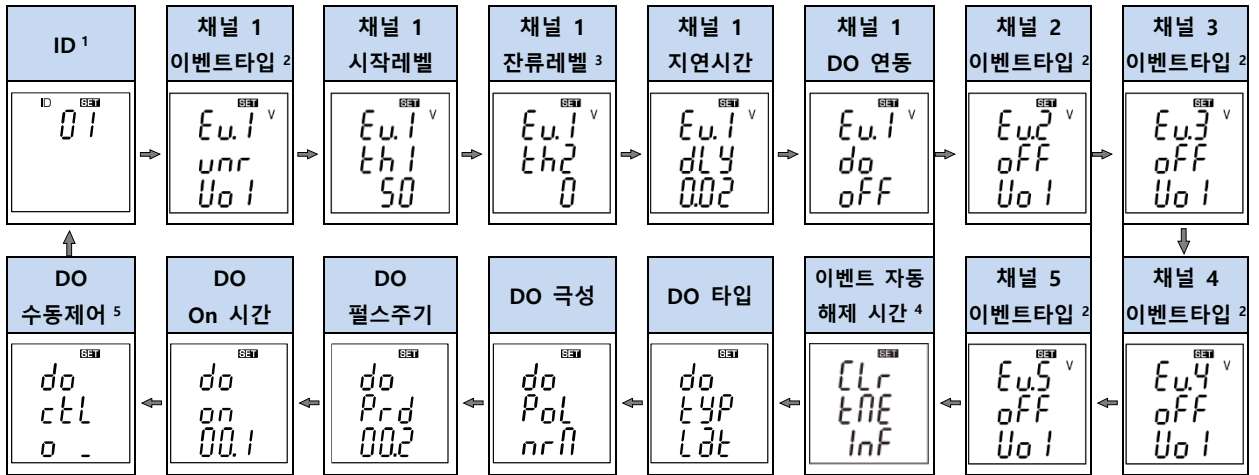 ID ¹
ID SET
01
채널 1
이벤트타입 ²
SET
Eu.1 V
unr
Uo1
채널 1
시작레벨
SET
Eu.1 V
th1
50
채널 1
잔류레벨 ³
SET
Eu.1 V
th2
0
채널 1
지연시간
SET
Eu.1 V
dLY
0.02
채널 1
DO 연동
SET
Eu.1 V
do
oFF
채널 2
이벤트타입 ²
SET
Eu.2 V
oFF
Uo1
채널 3
이벤트타입 ²
SET
Eu.3 V
oFF
Uo1
DO
수동제어 ⁵
SET
do
ctL
o _
DO
On 시간
SET
do
on
00.1
DO
펄스주기
SET
do
Prd
00.2
DO 극성
SET
do
PoL
nrM
DO 타입
SET
do
tYP
Lat
이벤트 자동
해제 시간 ⁴
SET
CLr
tME
InF
채널 5
이벤트타입 ²
SET
Eu.5 V
oFF
Uo1
채널 4
이벤트타입 ²
SET
Eu.4 V
oFF
Uo1